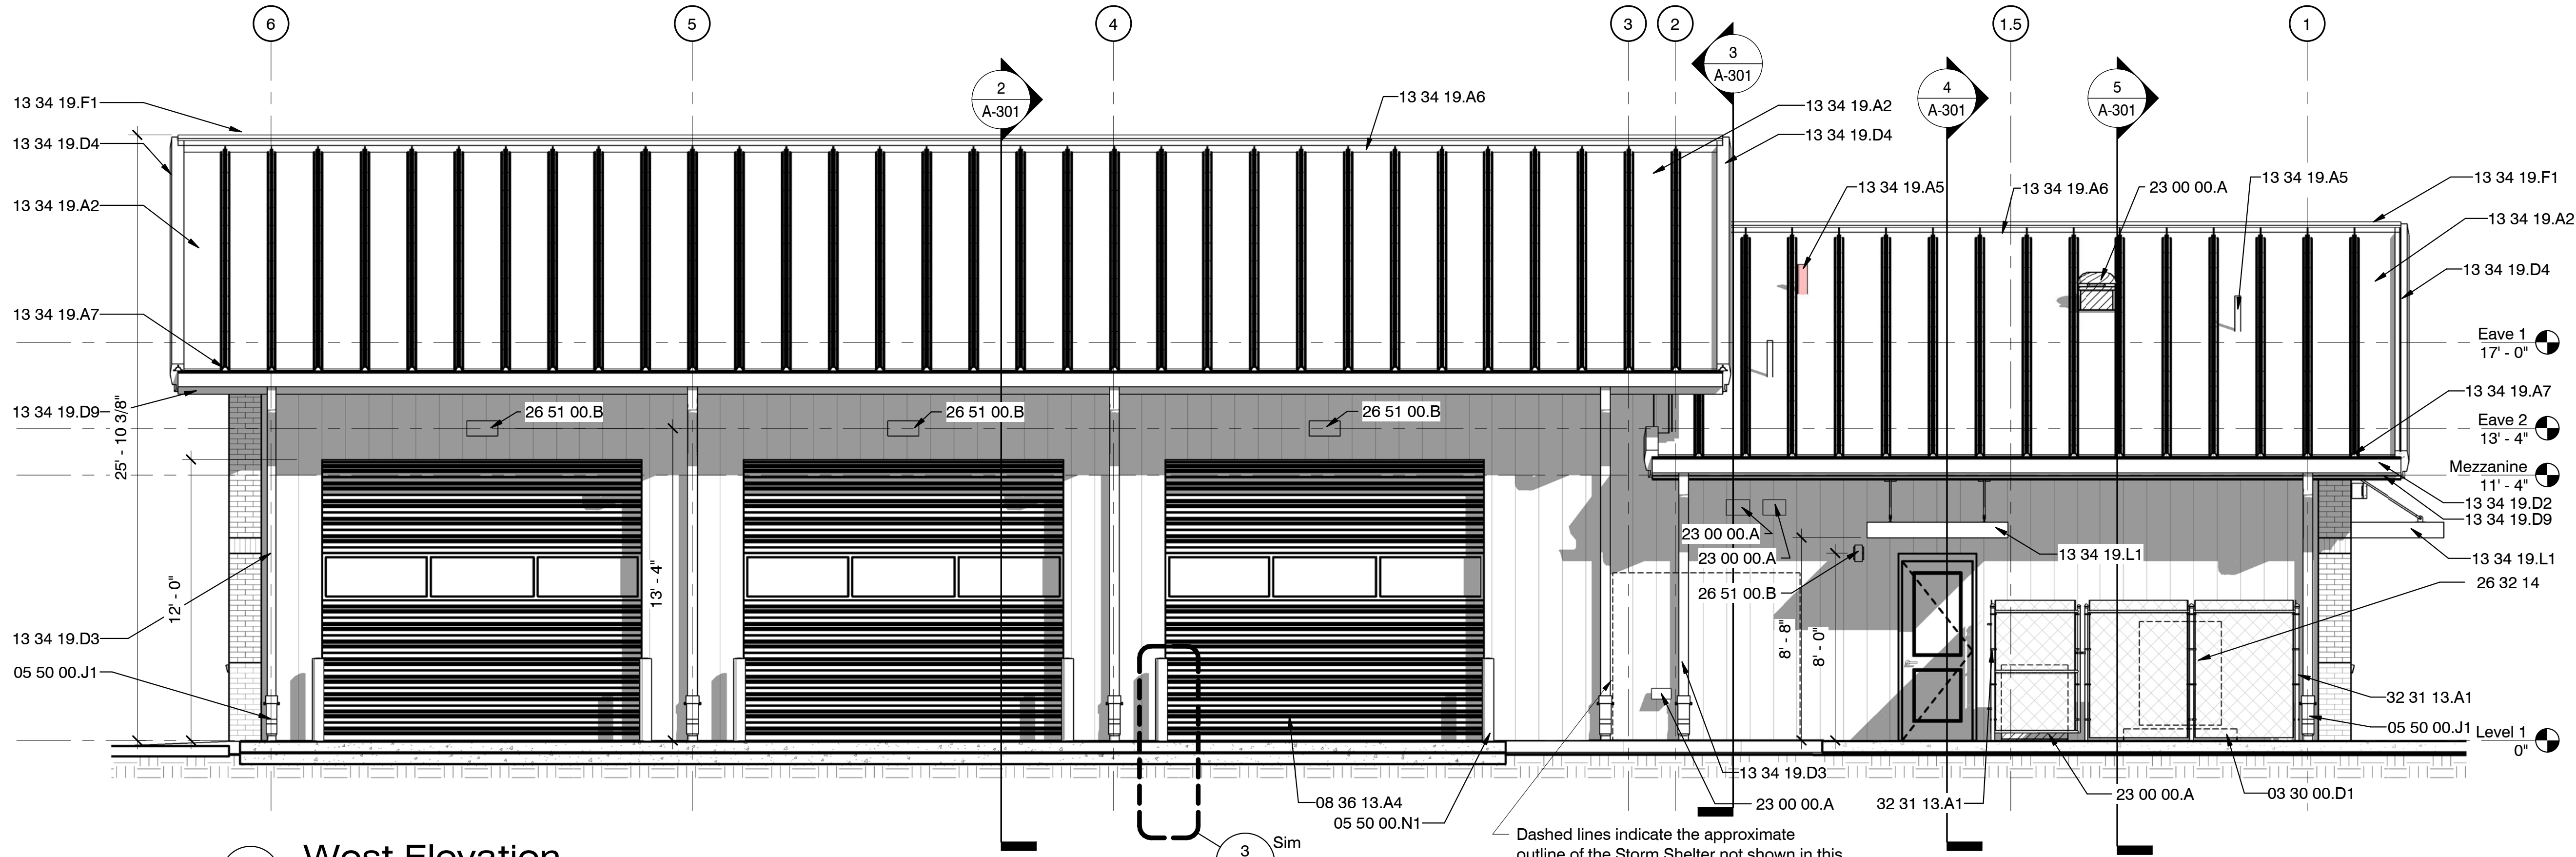 6
5
4
3
2
1.5
1
3
A-301
2
A-301
4
A-301
5
A-301
13 34 19.F1
13 34 19.D4
13 34 19.A2
13 34 19.A7
13 34 19.D9
25' - 10 3/8"
12' - 0"
13 34 19.D3
05 50 00.J1
13 34 19.A6
13 34 19.A2
13 34 19.D4
13 34 19.A5
13 34 19.A6
23 00 00.A
13 34 19.A5
13 34 19.F1
13 34 19.A2
13 34 19.D4
Eave 1
17' - 0"
13 34 19.A7
Eave 2
13' - 4"
Mezzanine
11' - 4"
13 34 19.D2
13 34 19.D9
13 34 19.L1
26 32 14
32 31 13.A1
05 50 00.J1
Level 1
0"
26 51 00.B
26 51 00.B
26 51 00.B
13' - 4"
23 00 00.A
23 00 00.A
26 51 00.B
13 34 19.L1
8' - 8"
8' - 0"
13 34 19.D3
23 00 00.A
32 31 13.A1
23 00 00.A
03 30 00.D1
08 36 13.A4
05 50 00.N1
3
Sim
Dashed lines indicate the approximate
outline of the Storm Shelter not shown in this
West Elevation